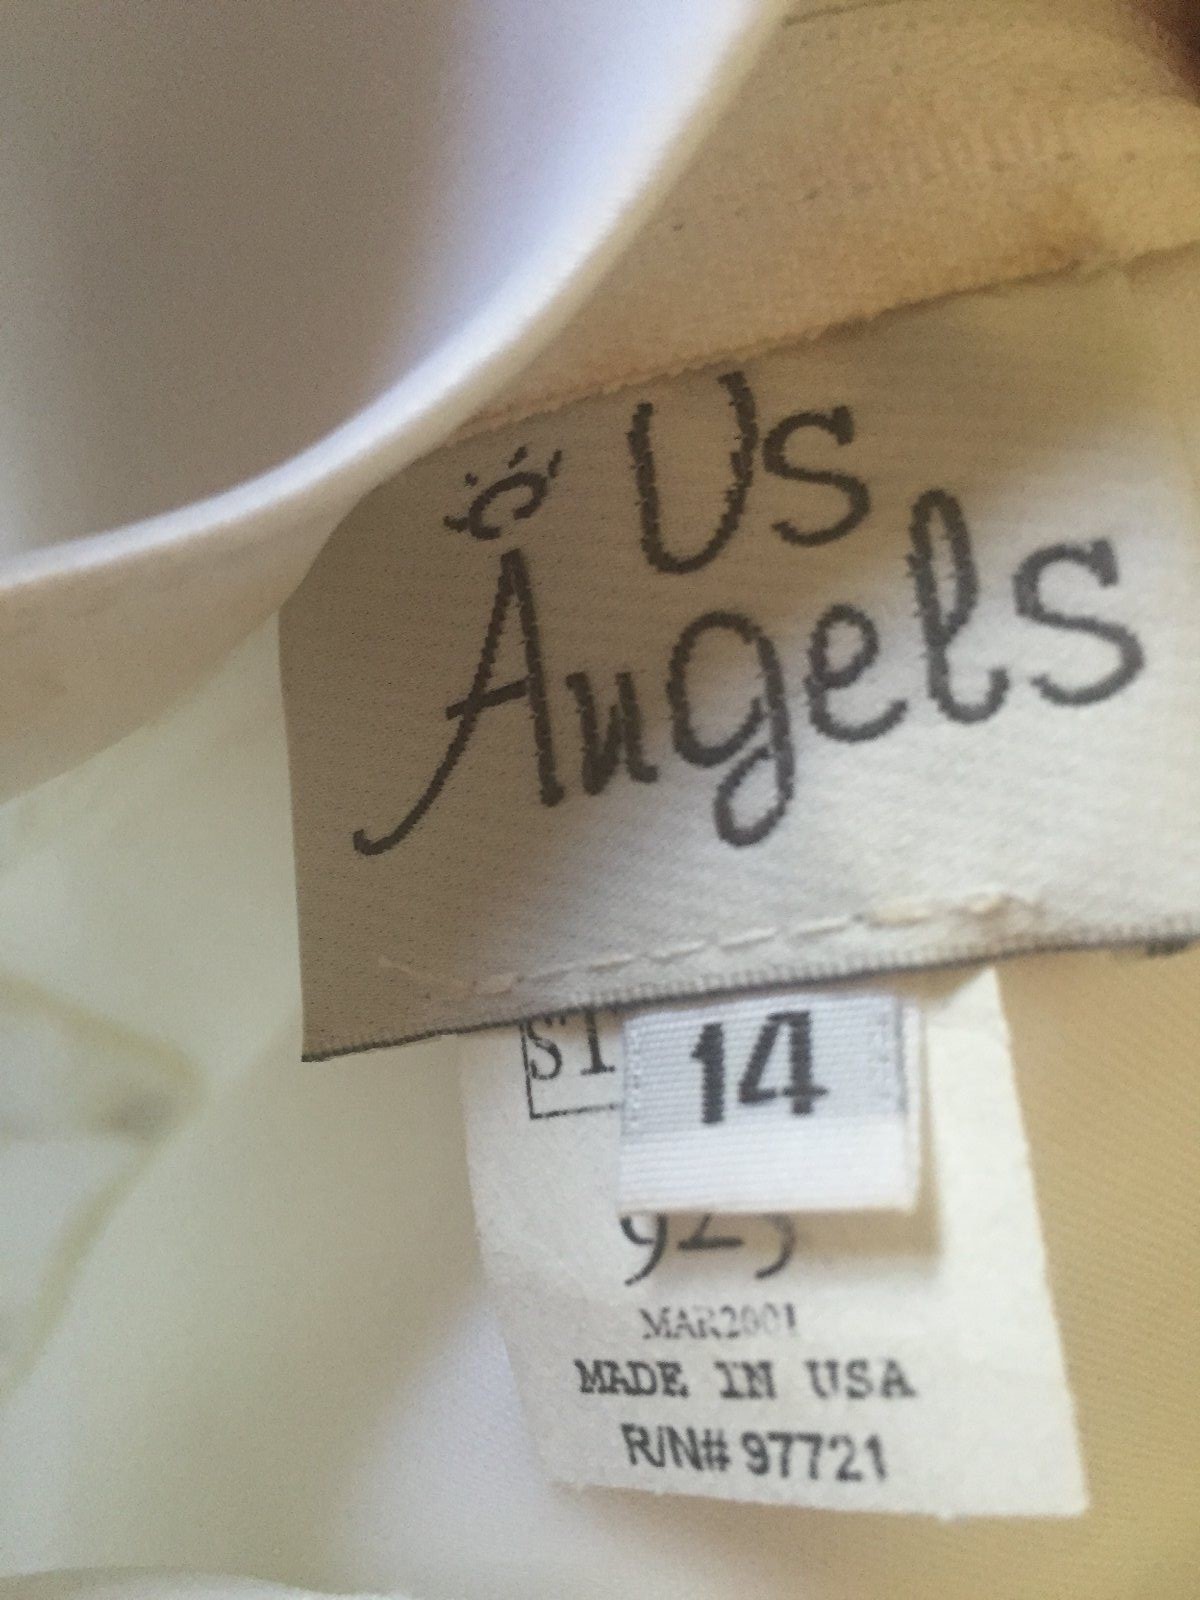 Us
Angels
14
MAR2001
MADE IN USA
R/N# 97721